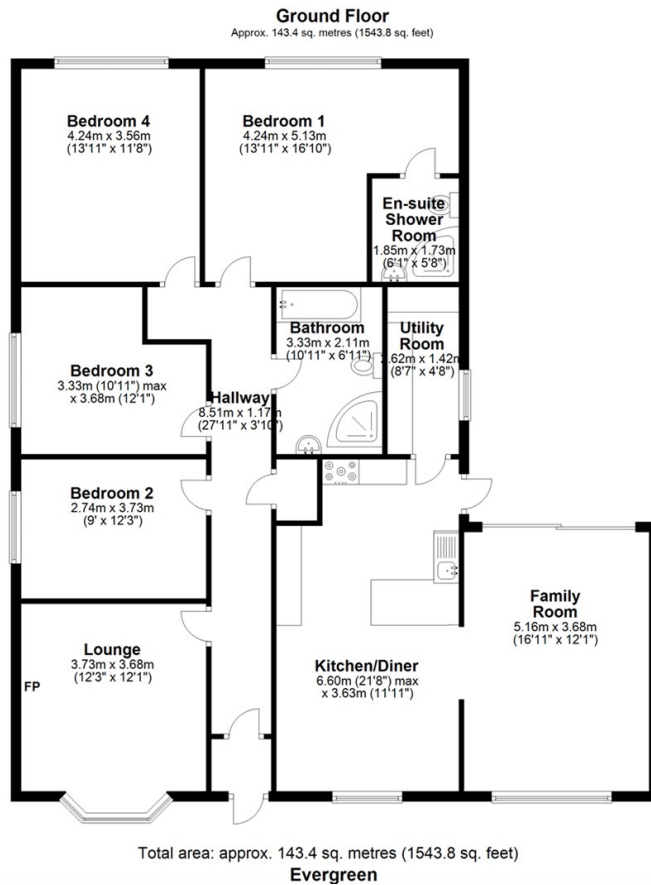 Ground Floor
Approx. 143.4 sq. metres (1543.8 sq. feet)
Bedroom 4
4.24m x 3.56m
(13'11" x 11'8")
Bedroom 1
4.24m x 5.13m
(13'11" x 16'10")
En-suite
Shower
Room
1.85m x 1.73m
(6'1" x 5'8")
Bathroom
3.33m x 2.11m
(10'11" x 6'11")
Utility
Room
2.62m x 1.42m
(8'7" x 4'8")
Bedroom 3
3.33m (10'11") max
x 3.68m (12'1")
Hallway
8.51m x 1.17m
(27'11" x 3'10")
Bedroom 2
2.74m x 3.73m
(9' x 12'3")
Family
Room
5.16m x 3.68m
(16'11" x 12'1")
Lounge
3.73m x 3.68m
(12'3" x 12'1")
FP
Kitchen/Diner
6.60m (21'8") max
x 3.63m (11'11")
Total area: approx. 143.4 sq. metres (1543.8 sq. feet)
Evergreen